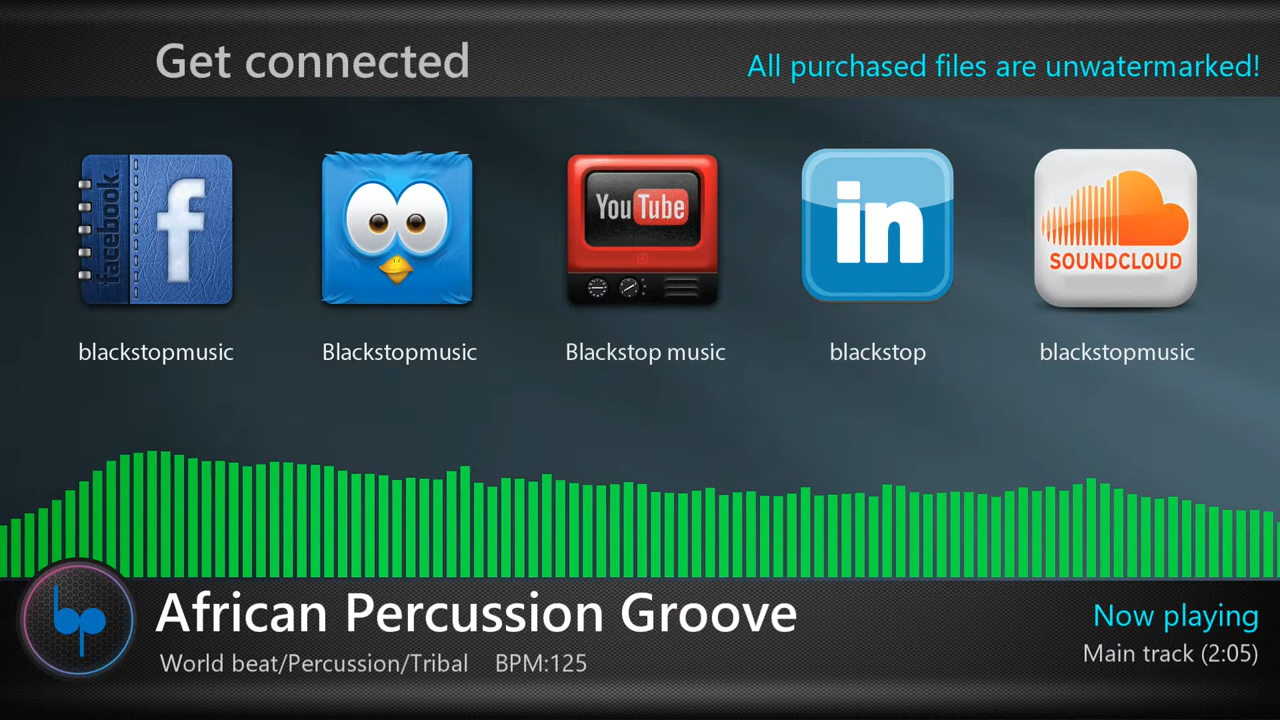 Get connected
All purchased files are unwatermarked!
facebook.
f
You Tube
in
SOUNDCLOUD
blackstopmusic
Blackstopmusic
Blackstop music
blackstop
blackstopmusic
bp
African Percussion Groove
World beat/Percussion/Tribal BPM:125
Now playing
Main track (2:05)